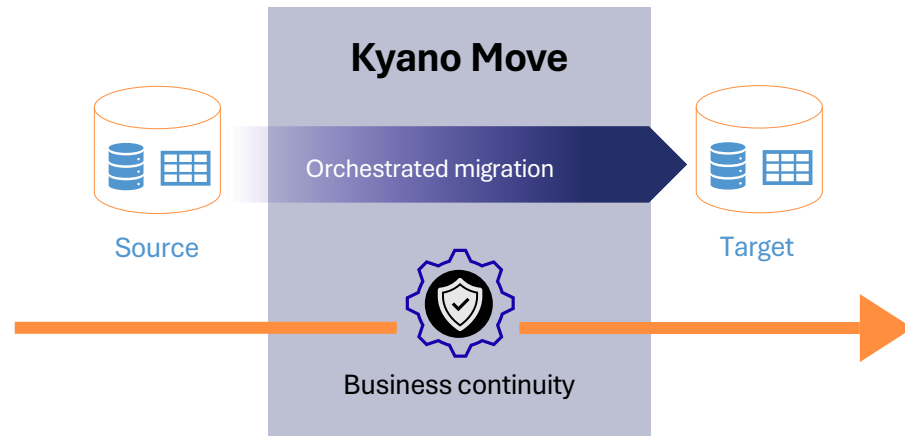 Kyano Move
Orchestrated migration
Source
Target
Business continuity